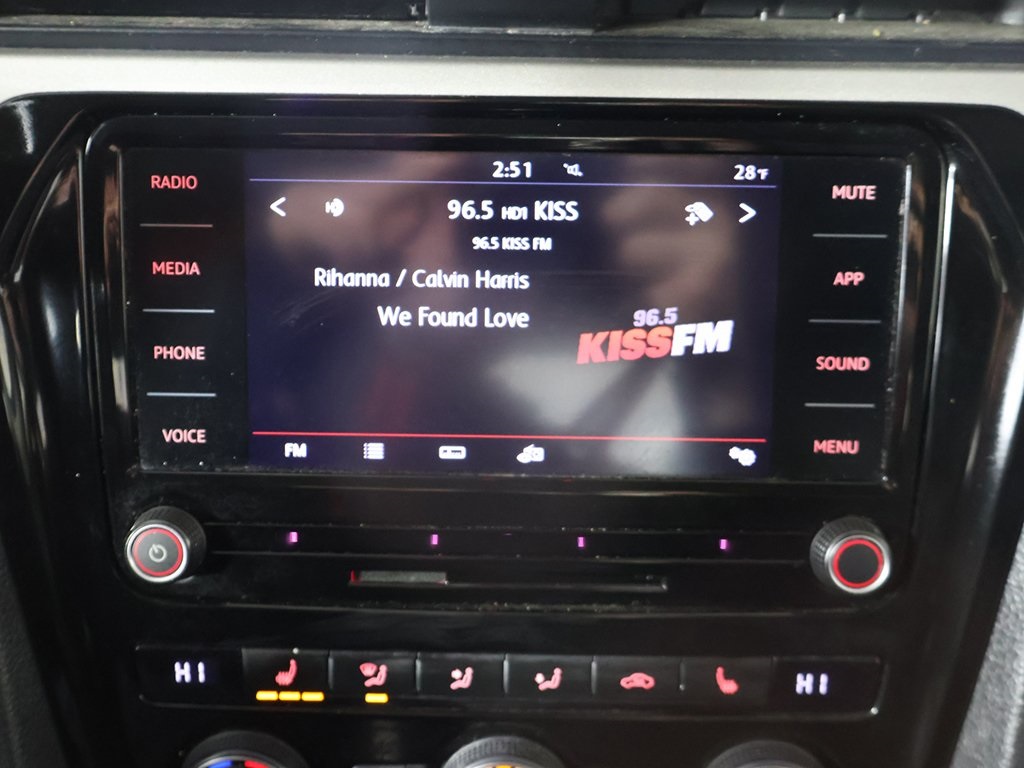 2:51 28°F
RADIO
MEDIA
PHONE
VOICE
96.5 HD1 KISS
96.5 KISS FM
Rihanna / Calvin Harris
We Found Love
96.5
KISSFM
FM
MUTE
APP
SOUND
MENU
HI HI